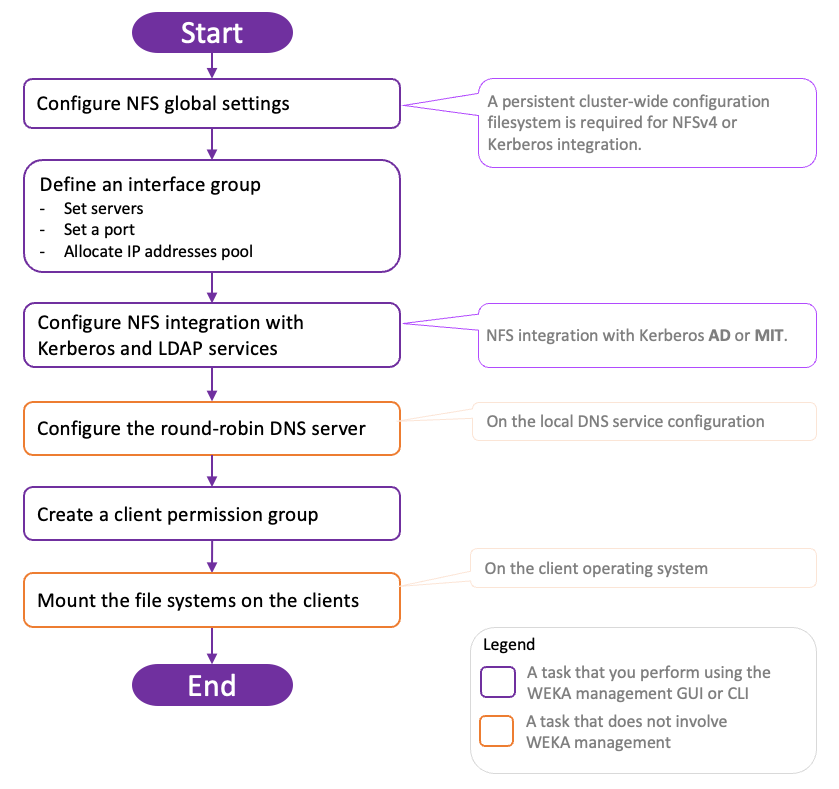 Start
Configure NFS global settings
A persistent cluster-wide configuration
filesystem is required for NFSv4 or
Kerberos integration.
Define an interface group
- Set servers
- Set a port
- Allocate IP addresses pool
Configure NFS integration with
Kerberos and LDAP services
NFS integration with Kerberos AD or MIT.
Configure the round-robin DNS server
On the local DNS service configuration
Create a client permission group
Mount the file systems on the clients
On the client operating system
End
Legend
A task that you perform using the
WEKA management GUI or CLI
A task that does not involve
WEKA management